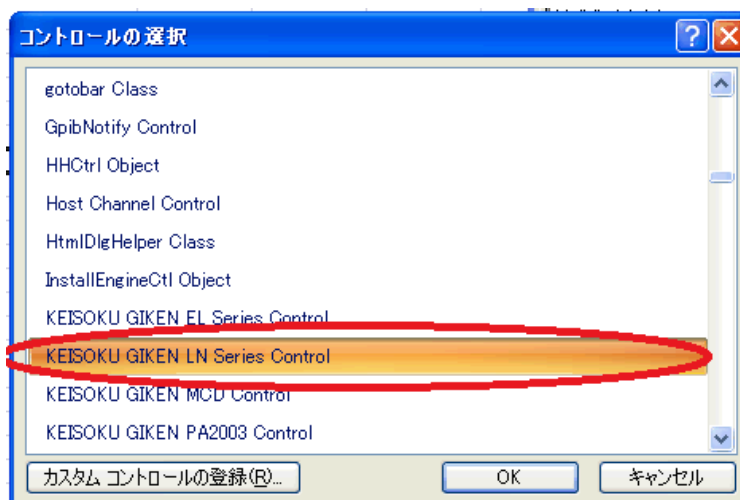 コントロールの選択
gotobar Class
GpibNotify Control
HHCtrl Object
Host Channel Control
HtmlDlgHelper Class
InstallEngineCtl Object
KEISOKU GIKEN EL Series Control
KEISOKU GIKEN LN Series Control
KEISOKU GIKEN MCD Control
KEISOKU GIKEN PA2003 Control
カスタム コントロールの登録(R)...
OK
キャンセル